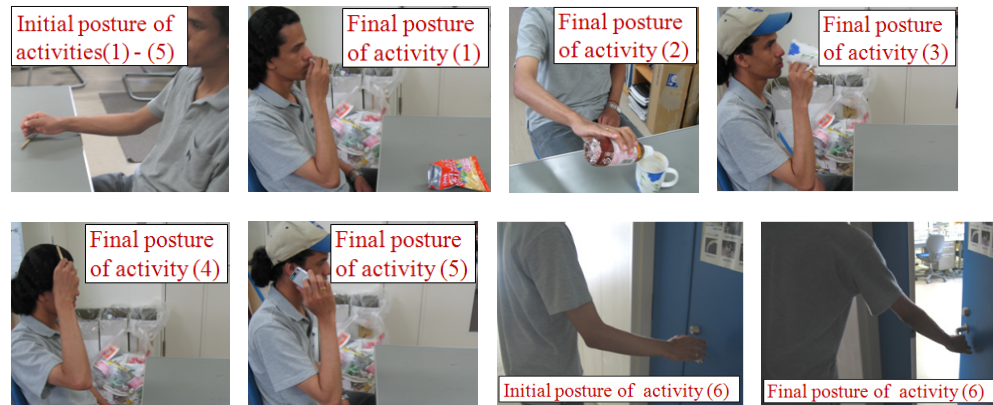 Initial posture of
activities(1) - (5)
Final posture
of activity (1)
Final posture
of activity (2)
Final posture
of activity (3)
Final posture
of activity (4)
Final posture
of activity (5)
Initial posture of activity (6)
Final posture of activity (6)